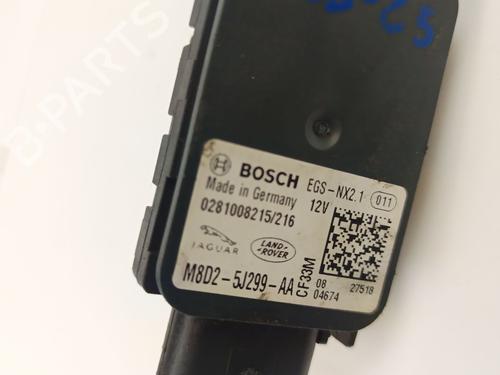 BOSCH
EGS-NX2.1 011
Made in Germany 12V
0281008215/216
JAGUAR
LAND-
ROVER
M8D2-5J299-AA
CF33M
08
04674
27518
B-PARTS